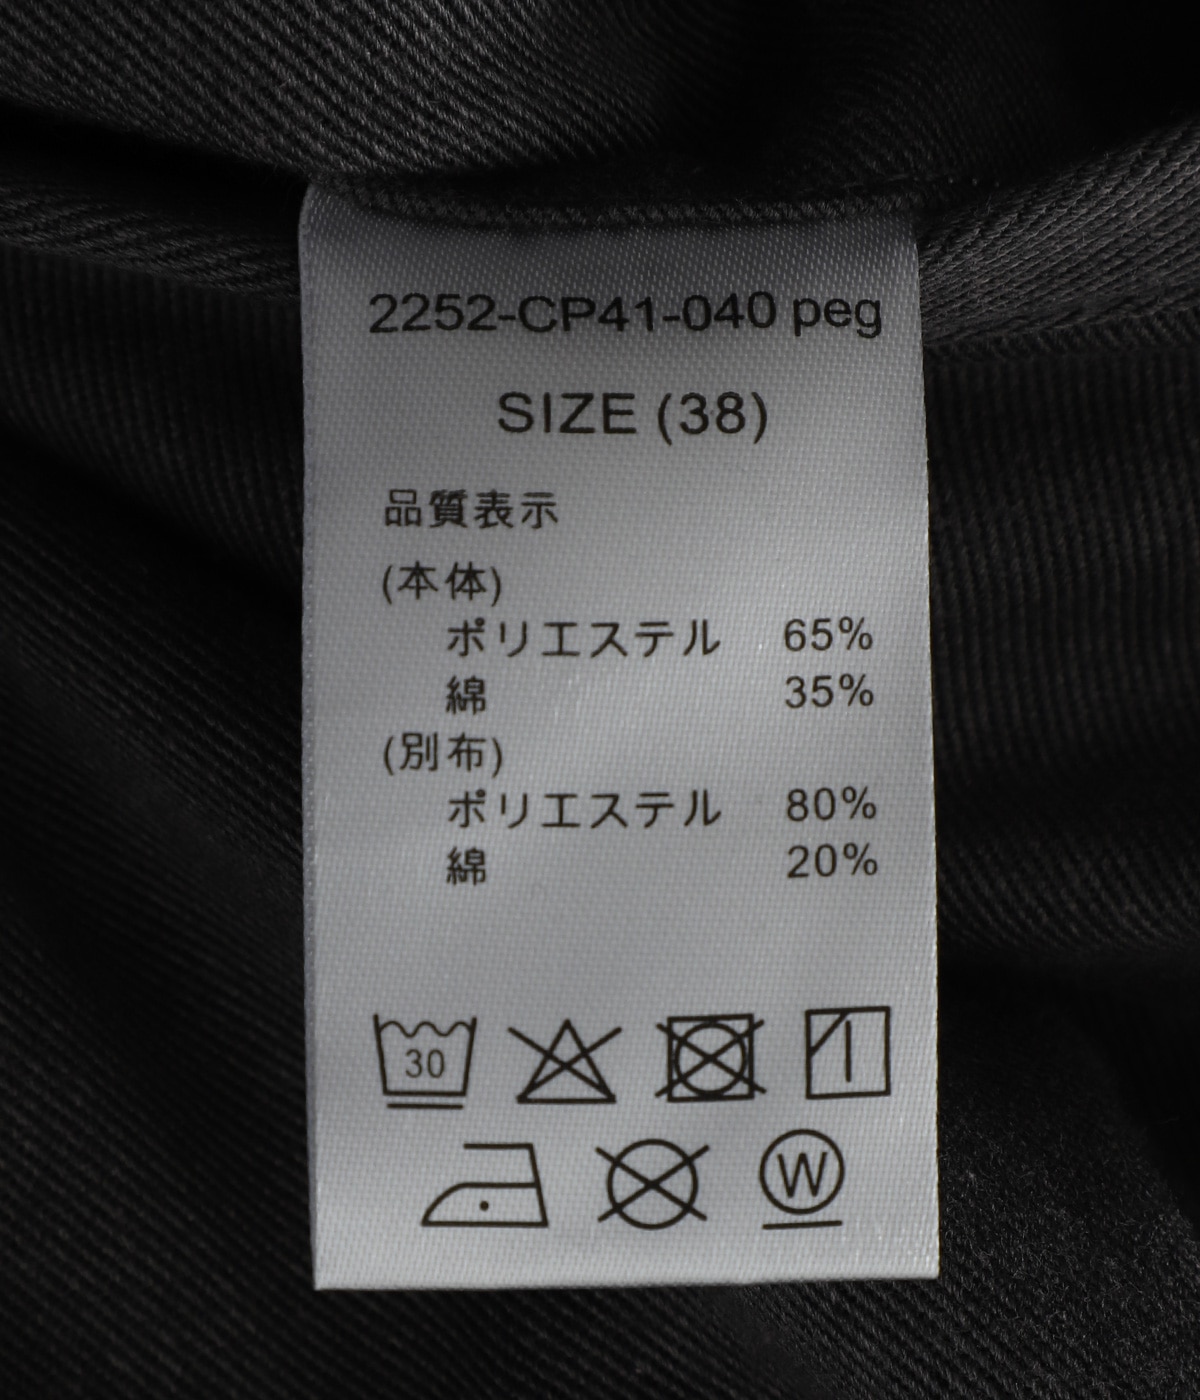 2252-CP41-040 peg
SIZE (38)
品質表示
(本体)
ポリエステル 65%
綿 35%
(別布)
ポリエステル 80%
綿 20%
30
W